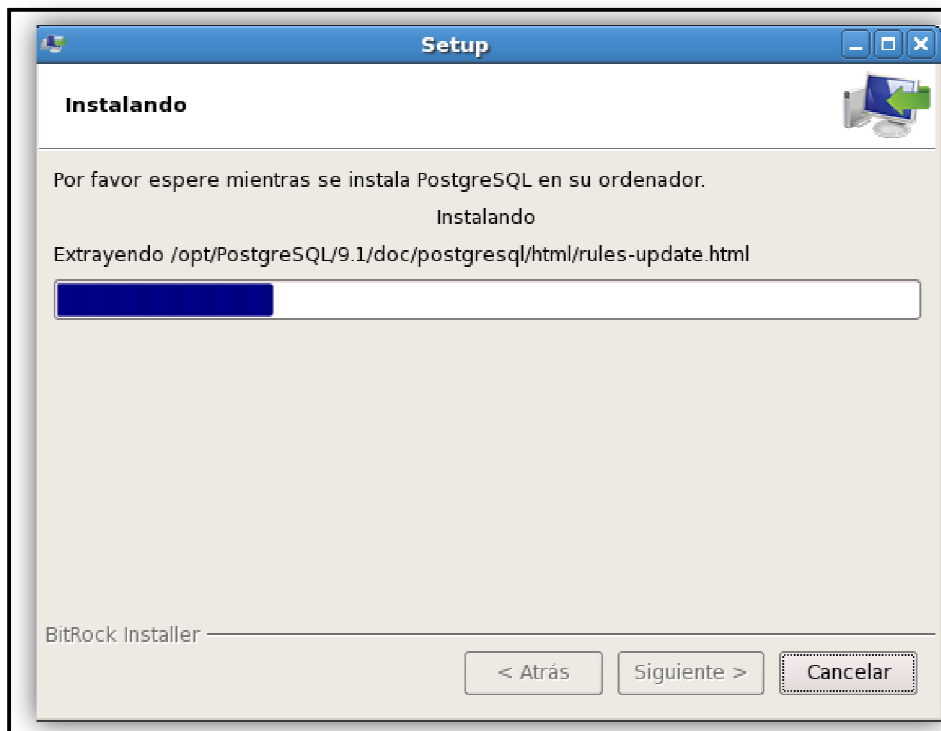 Setup
Instalando
Por favor espere mientras se instala PostgreSQL en su ordenador.
Instalando
Extrayendo /opt/PostgreSQL/9.1/doc/postgresql/html/rules-update.html
BitRock Installer
< Atrás Siguiente > Cancelar